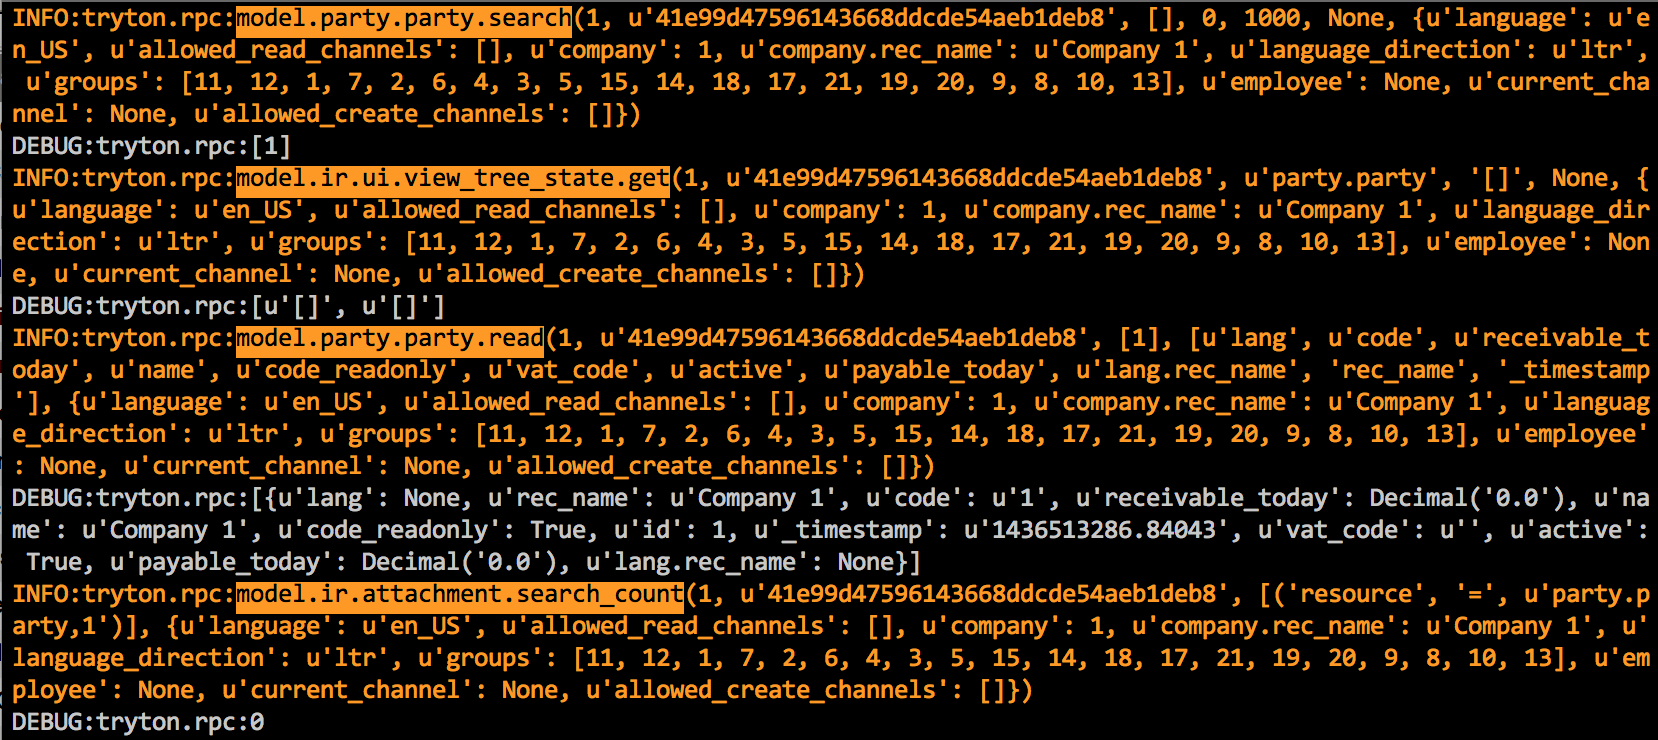 INFO:tryton.rpc:model.party.party.search(1, u'41e99d47596143668ddcde54aeb1deb8', [], 0, 1000, None, {u'language': u'e
n_US', u'allowed_read_channels': [], u'company': 1, u'company.rec_name': u'Company 1', u'language_direction': u'ltr',
 u'groups': [11, 12, 1, 7, 2, 6, 4, 3, 5, 15, 14, 18, 17, 21, 19, 20, 9, 8, 10, 13], u'employee': None, u'current_cha
nnel': None, u'allowed_create_channels': []})
DEBUG:tryton.rpc:[1]
INFO:tryton.rpc:model.ir.ui.view_tree_state.get(1, u'41e99d47596143668ddcde54aeb1deb8', u'party.party', '[]', None, {
u'language': u'en_US', u'allowed_read_channels': [], u'company': 1, u'company.rec_name': u'Company 1', u'language_dir
ection': u'ltr', u'groups': [11, 12, 1, 7, 2, 6, 4, 3, 5, 15, 14, 18, 17, 21, 19, 20, 9, 8, 10, 13], u'employee': Non
e, u'current_channel': None, u'allowed_create_channels': []})
DEBUG:tryton.rpc:[u'[]', u'[]']
INFO:tryton.rpc:model.party.party.read(1, u'41e99d47596143668ddcde54aeb1deb8', [1], [u'lang', u'code', u'receivable_t
oday', u'name', u'code_readonly', u'vat_code', u'active', u'payable_today', u'lang.rec_name', 'rec_name', '_timestamp
'], {u'language': u'en_US', u'allowed_read_channels': [], u'company': 1, u'company.rec_name': u'Company 1', u'languag
e_direction': u'ltr', u'groups': [11, 12, 1, 7, 2, 6, 4, 3, 5, 15, 14, 18, 17, 21, 19, 20, 9, 8, 10, 13], u'employee'
: None, u'current_channel': None, u'allowed_create_channels': []})
DEBUG:tryton.rpc:[{u'lang': None, u'rec_name': u'Company 1', u'code': u'1', u'receivable_today': Decimal('0.0'), u'na
me': u'Company 1', u'code_readonly': True, u'id': 1, u'_timestamp': u'1436513286.84043', u'vat_code': u'', u'active':
 True, u'payable_today': Decimal('0.0'), u'lang.rec_name': None}]
INFO:tryton.rpc:model.ir.attachment.search_count(1, u'41e99d47596143668ddcde54aeb1deb8', [('resource', '=', u'party.p
arty,1')], {u'language': u'en_US', u'allowed_read_channels': [], u'company': 1, u'company.rec_name': u'Company 1', u'
language_direction': u'ltr', u'groups': [11, 12, 1, 7, 2, 6, 4, 3, 5, 15, 14, 18, 17, 21, 19, 20, 9, 8, 10, 13], u'em
ployee': None, u'current_channel': None, u'allowed_create_channels': []})
DEBUG:tryton.rpc:0